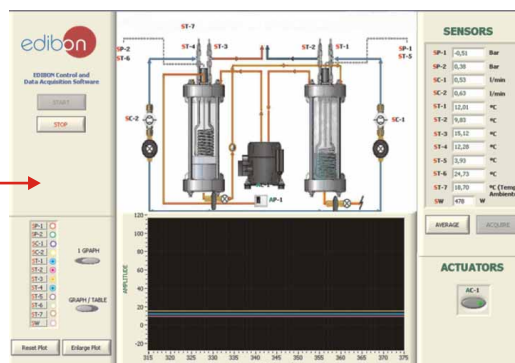 edibon
EDIBON Control and
Data Acquisition Software
START
STOP
ST-7
SP-2
ST-6
ST-4
ST-3
ST-2
ST-1
SP-1
ST-5
SC-2
SC-1
AC-1
AP-1
SENSORS
SP-1 -0,51 Bar
SP-2 0,39 Bar
SC-1 0,53 l/min
SC-2 0,63 l/min
ST-1 12,01 ºC
ST-2 9,83 ºC
ST-3 15,12 ºC
ST-4 12,28 ºC
ST-5 3,93 ºC
ST-6 24,73 ºC
ST-7 18,70 ºC (Temp
Ambiente
SW 478 W
AVERAGE
ACQUIRE
ACTUATORS
AC-1
SP-1
SP-2
SC-1
SC-2
ST-1
ST-2
ST-3
ST-4
ST-5
ST-6
ST-7
SW
1 GRAPH
GRAPH / TABLE
Reset Plot
Enlarge Plot
AMPLITUDE
120
100
80
60
40
20
0
-20
315 320 325 330 335 340 345 350 355 360 365 370 375